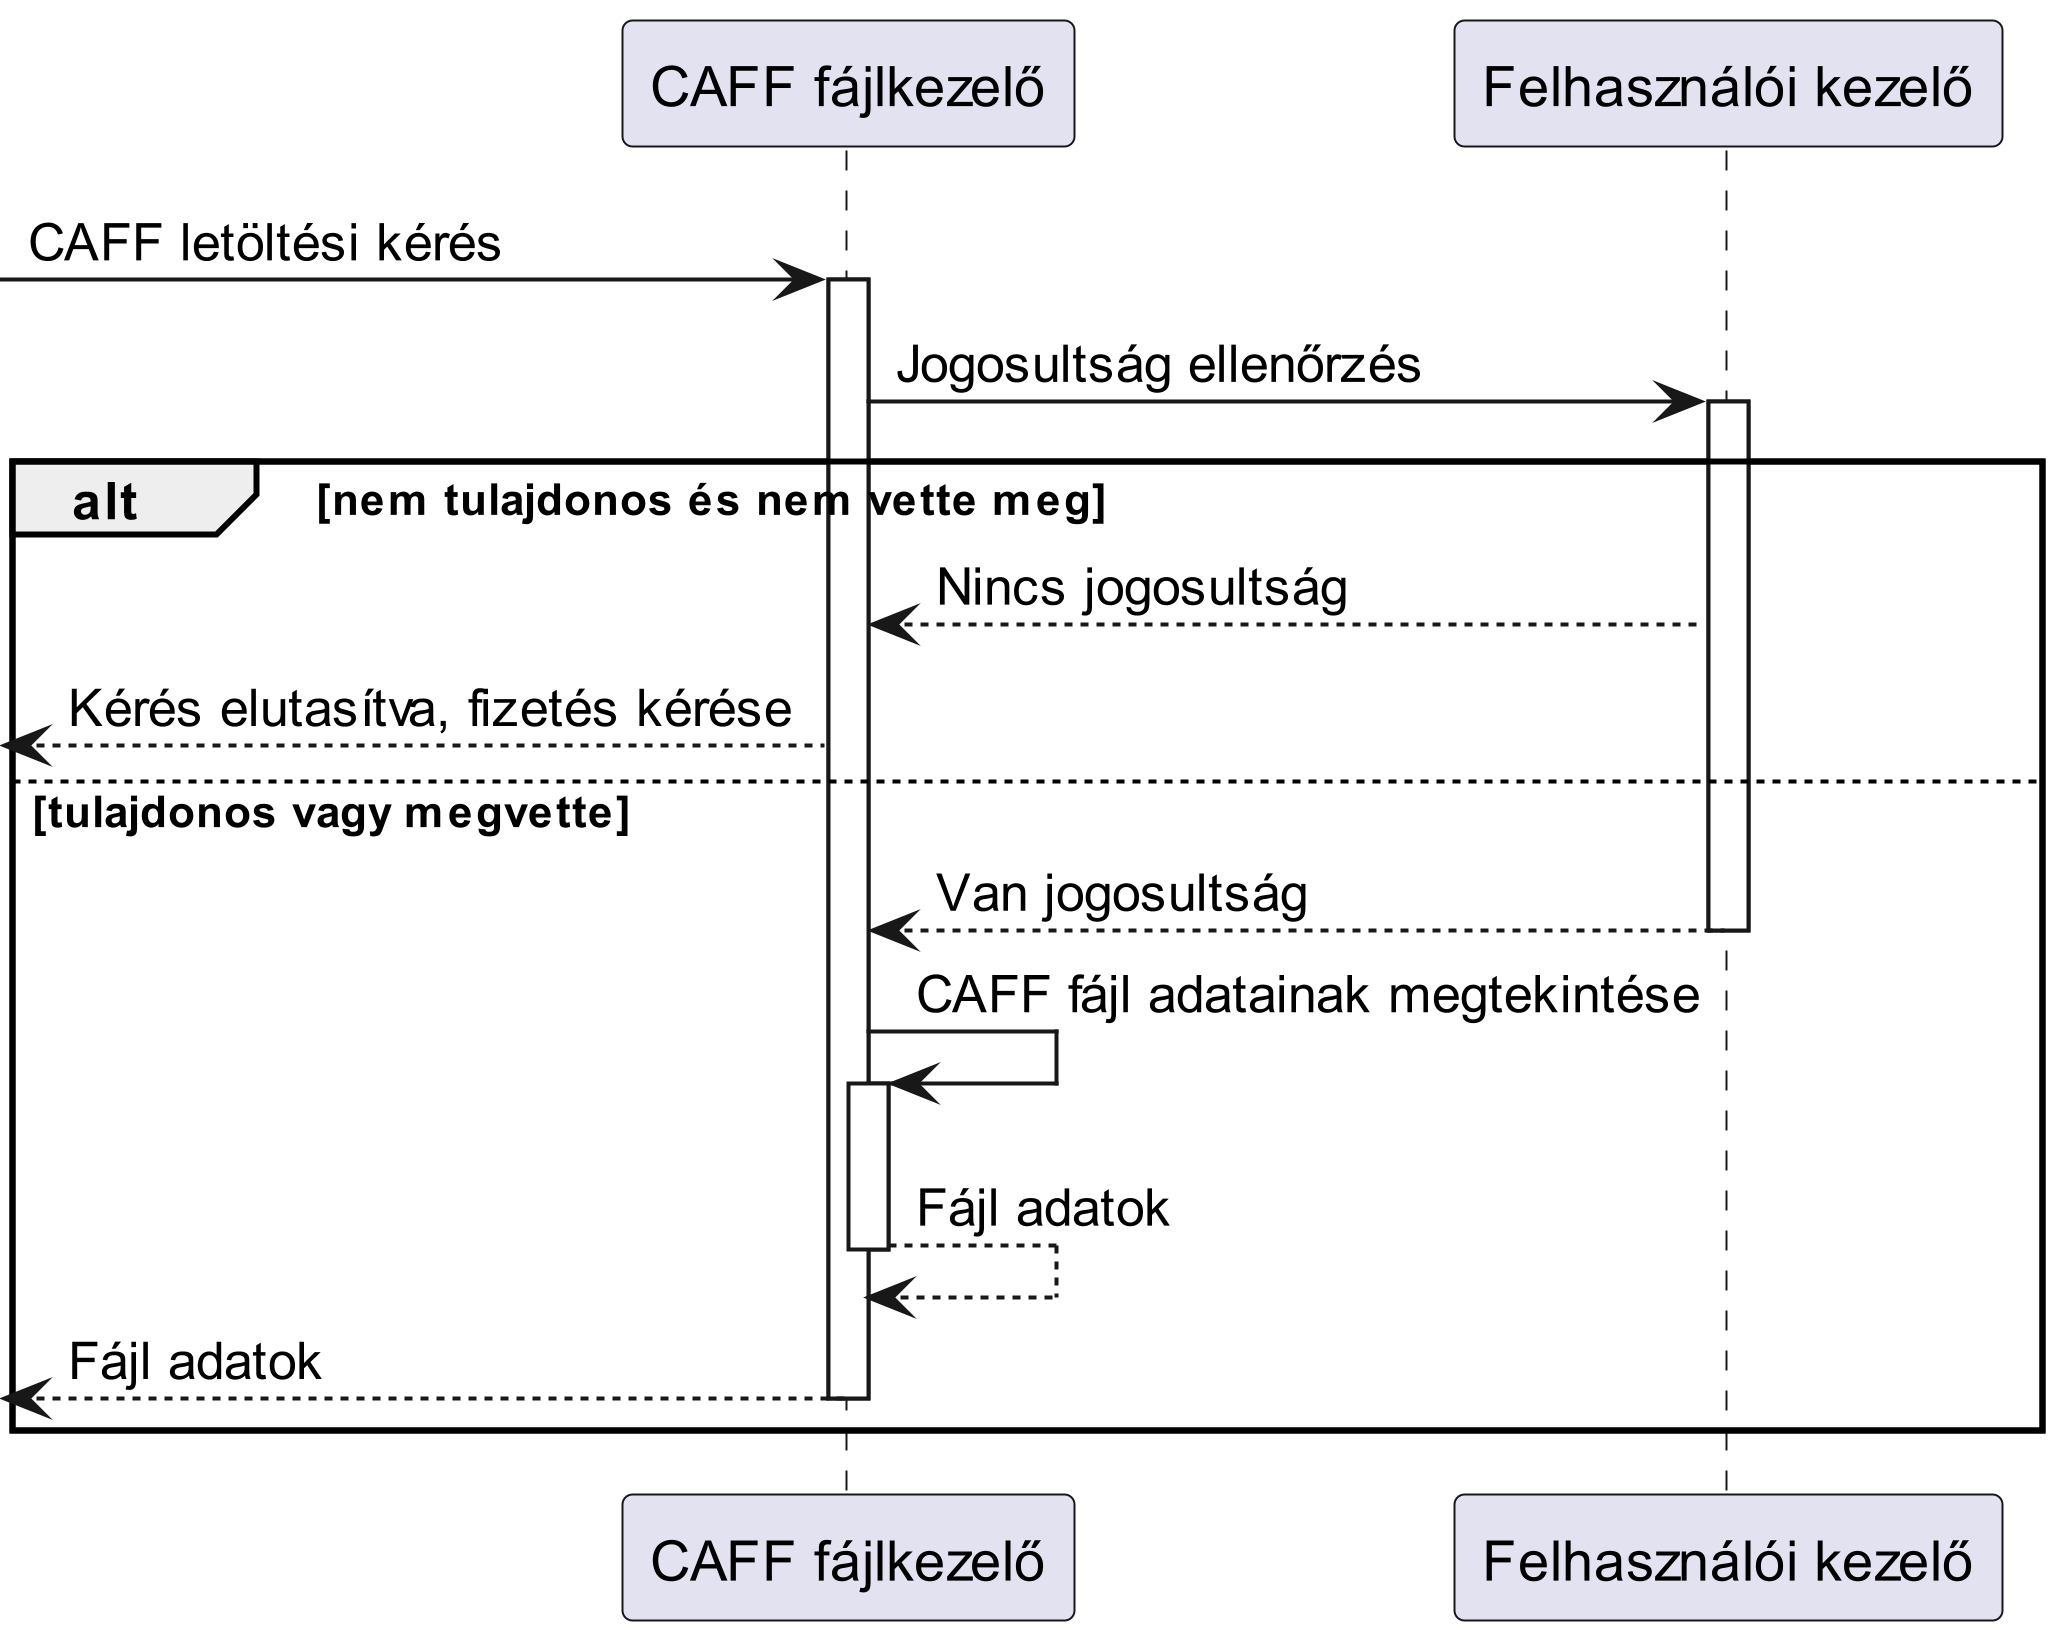 CAFF fájlkezelő
Felhasználói kezelő
CAFF letöltési kérés
Jogosultság ellenőrzés
alt
[nem tulajdonos és nem vette meg]
Nincs jogosultság
Kérés elutasítva, fizetés kérése
[tulajdonos vagy megvette]
Van jogosultság
CAFF fájl adatainak megtekintése
Fájl adatok
Fájl adatok
CAFF fájlkezelő
Felhasználói kezelő